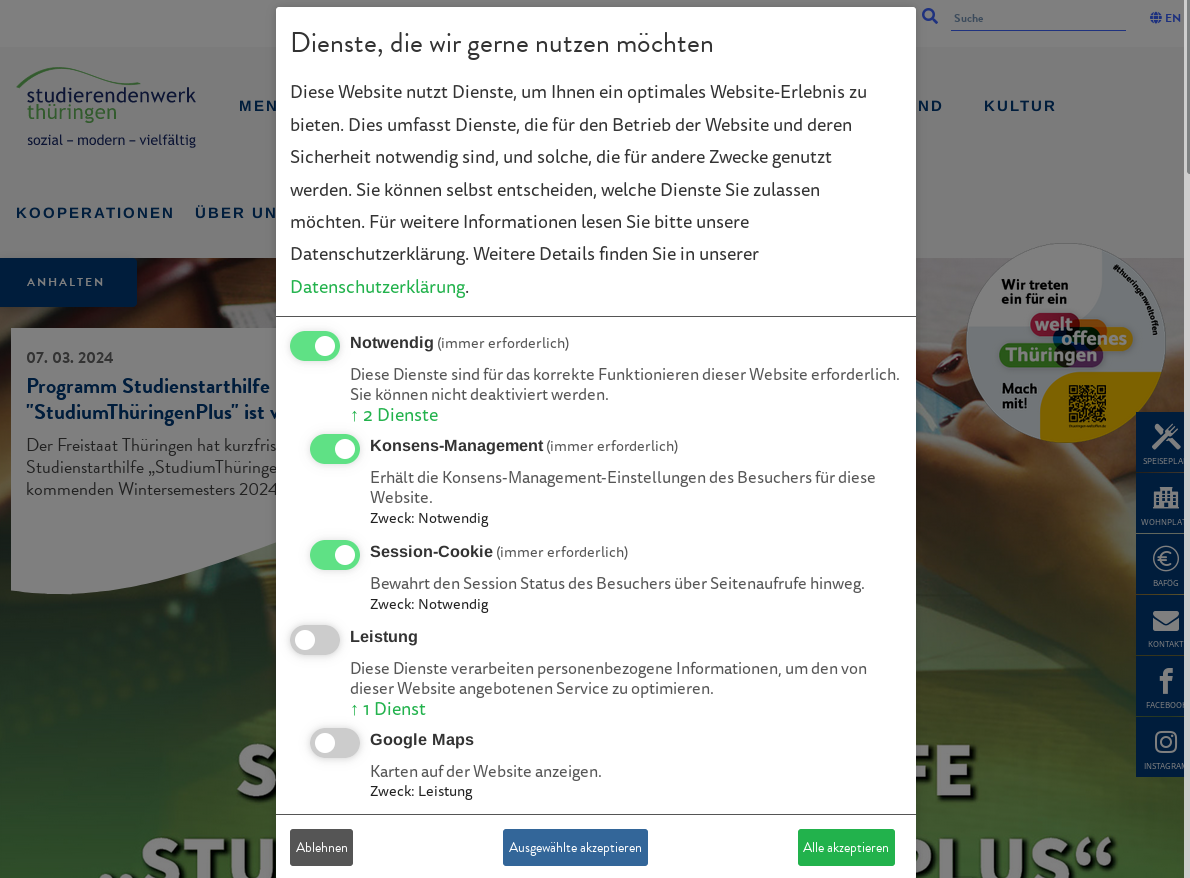 Suche
EN
studierendenwerk
thüringen
sozial – modern – vielfältig
KULTUR
KOOPERATIONEN
Dienste, die wir gerne nutzen möchten
Diese Website nutzt Dienste, um Ihnen ein optimales Website-Erlebnis zu
bieten. Dies umfasst Dienste, die für den Betrieb der Website und deren
Sicherheit notwendig sind, und solche, die für andere Zwecke genutzt
werden. Sie können selbst entscheiden, welche Dienste Sie zulassen
möchten. Für weitere Informationen lesen Sie bitte unsere
Datenschutzerklärung. Weitere Details finden Sie in unserer
Datenschutzerklärung.
Notwendig (immer erforderlich)
Diese Dienste sind für das korrekte Funktionieren dieser Website erforderlich.
Sie können nicht deaktiviert werden.
↑ 2 Dienste
Konsens-Management (immer erforderlich)
Erhält die Konsens-Management-Einstellungen des Besuchers für diese
Website.
Zweck: Notwendig
Session-Cookie (immer erforderlich)
Bewahrt den Session Status des Besuchers über Seitenaufrufe hinweg.
Zweck: Notwendig
Leistung
Diese Dienste verarbeiten personenbezogene Informationen, um den von
dieser Website angebotenen Service zu optimieren.
↑ 1 Dienst
Google Maps
Karten auf der Website anzeigen.
Zweck: Leistung
Ablehnen
Ausgewählte akzeptieren
Alle akzeptieren
ÜBER UN
ANHALTEN
07. 03. 2024
Programm Studienstarthilfe
"StudiumThüringenPlus" ist v
Der Freistaat Thüringen hat kurzfris
Studienstarthilfe „StudiumThüringe
kommenden Wintersemesters 2024
#thueringenweltoffen
Wir treten
ein für ein
welt
offenes
Thüringen
Mach
mit!
SPEISEPLA
WOHNPLAT
BAFÖG
KONTAKT
FACEBOOK
INSTAGRAM